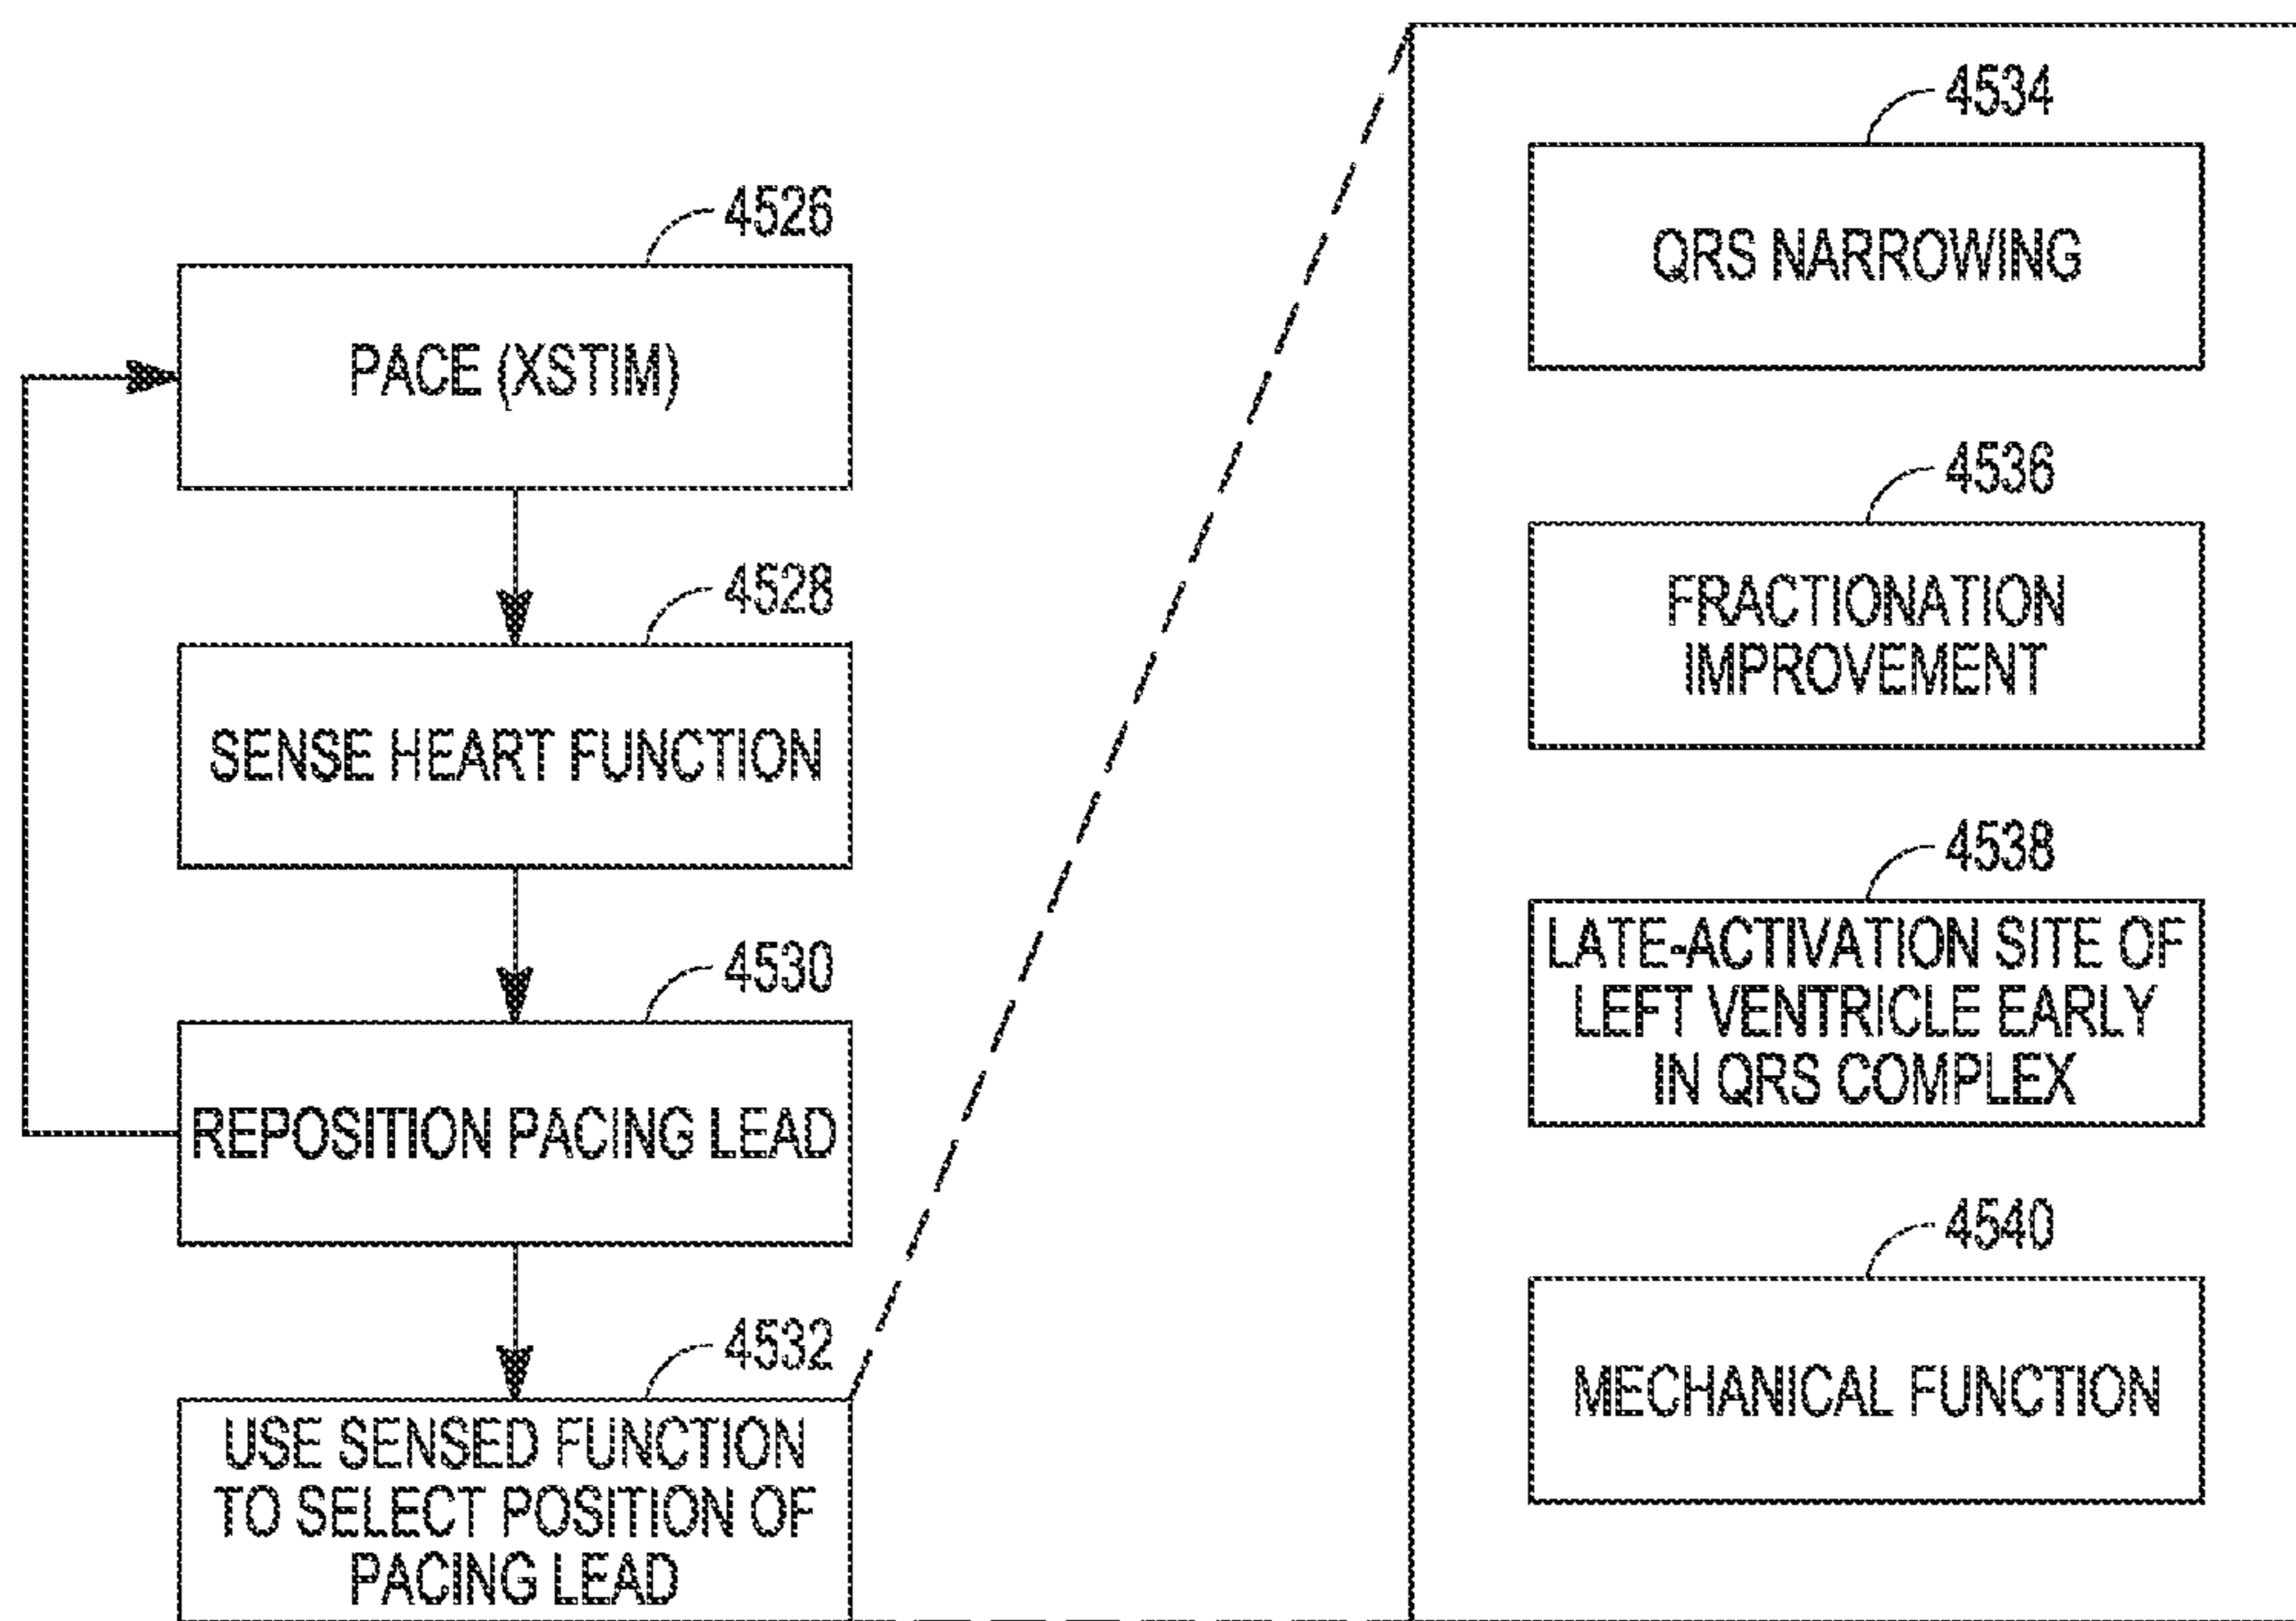 4526
PACE (XSTIM)
4528
SENSE HEART FUNCTION
4530
REPOSITION PACING LEAD
4532
USE SENSED FUNCTION
TO SELECT POSITION OF
PACING LEAD
4534
QRS NARROWING
4536
FRACTIONATION
IMPROVEMENT
4538
LATE-ACTIVATION SITE OF
LEFT VENTRICLE EARLY
IN QRS COMPLEX
4540
MECHANICAL FUNCTION